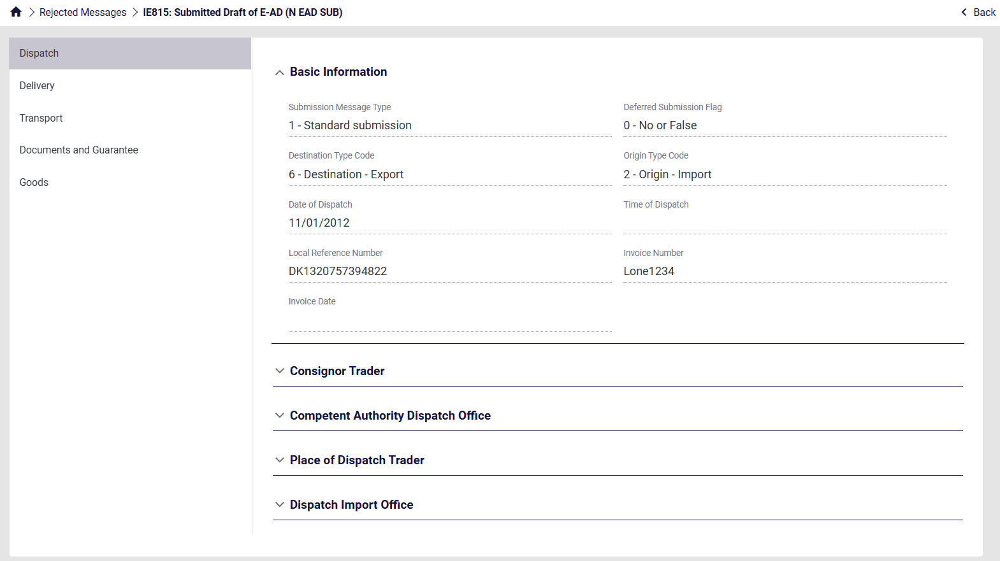 Rejected Messages
IE815: Submitted Draft of E-AD (N EAD SUB)
Back
Dispatch
Delivery
Transport
Documents and Guarantee
Goods
Basic Information
Submission Message Type
Deferred Submission Flag
1 - Standard submission
0 - No or False
Destination Type Code
Origin Type Code
6 - Destination - Export
2 - Origin - Import
Date of Dispatch
Time of Dispatch
11/01/2012
Local Reference Number
Invoice Number
DK1320757394822
Lone1234
Invoice Date
Consignor Trader
Competent Authority Dispatch Office
Place of Dispatch Trader
Dispatch Import Office